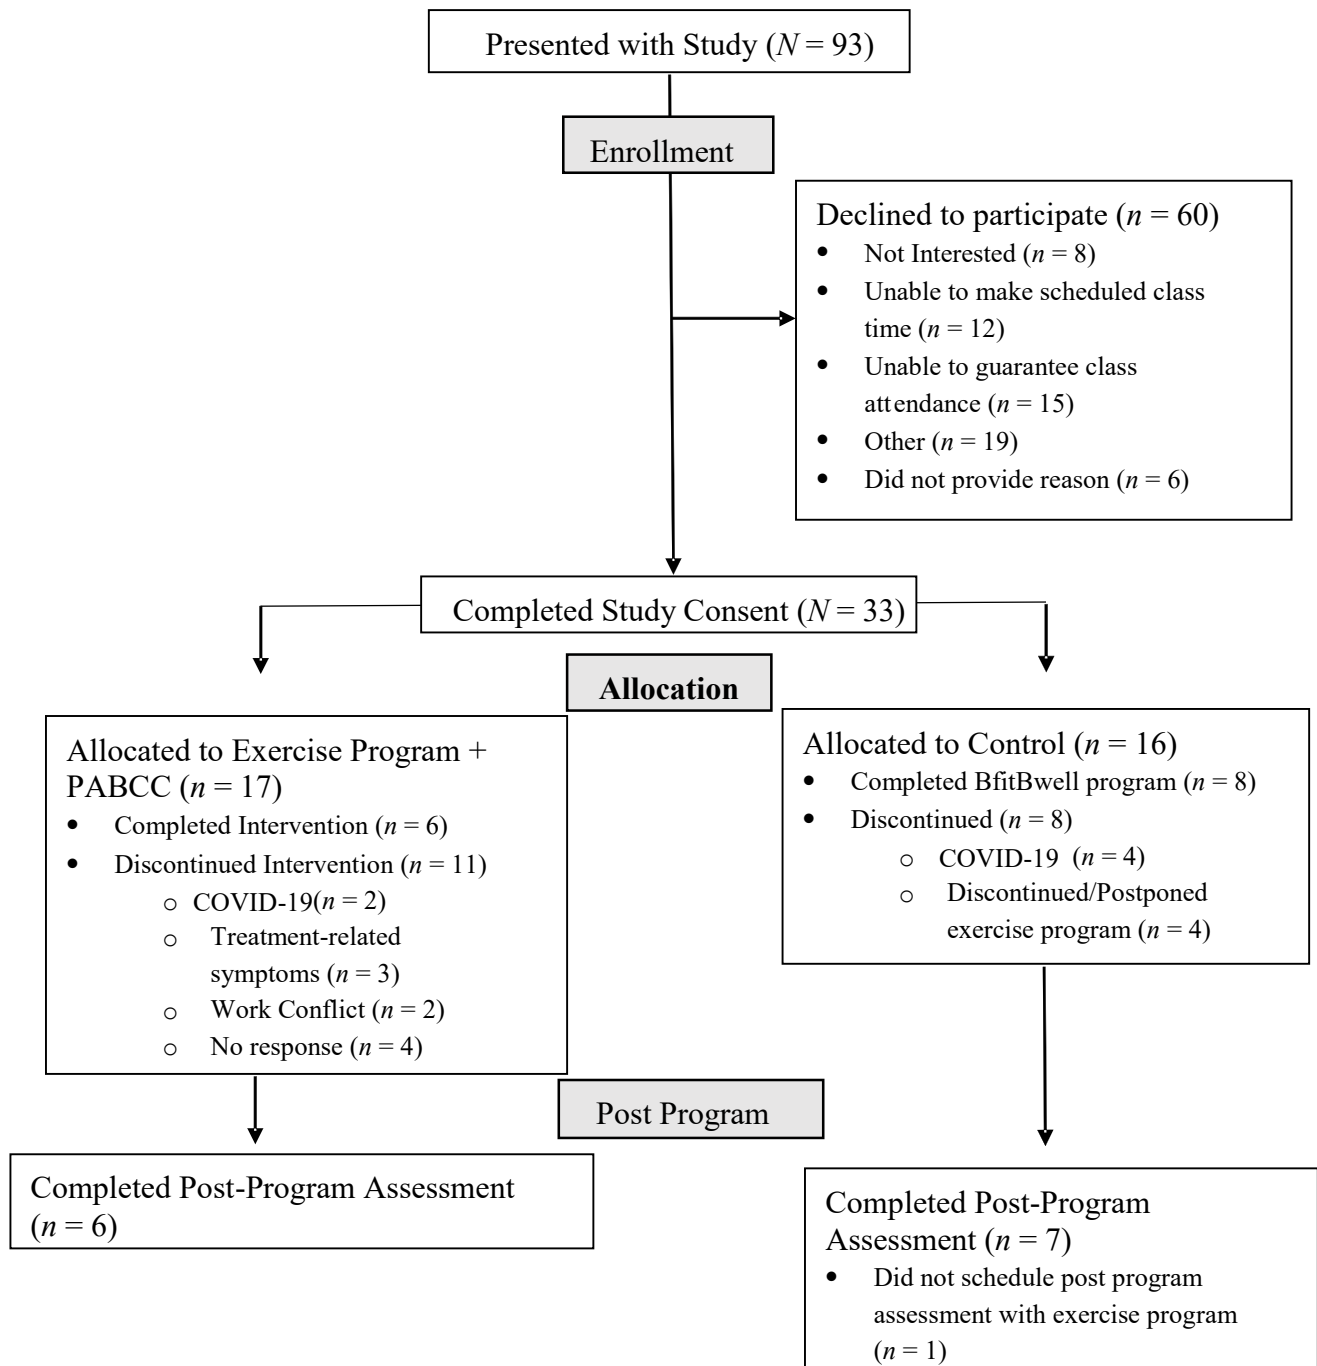 Presented with Study (N = 93)
Enrollment
Declined to participate (n = 60)
• Not Interested (n = 8)
• Unable to make scheduled class
time (n = 12)
• Unable to guarantee class
attendance (n = 15)
• Other (n = 19)
• Did not provide reason (n = 6)
Completed Study Consent (N = 33)
Allocation
Allocated to Exercise Program +
PABCC (n = 17)
• Completed Intervention (n = 6)
• Discontinued Intervention (n = 11)
o COVID-19(n = 2)
o Treatment-related
symptoms (n = 3)
o Work Conflict (n = 2)
o No response (n = 4)
Allocated to Control (n = 16)
• Completed BfitBwell program (n = 8)
• Discontinued (n = 8)
o COVID-19 (n = 4)
o Discontinued/Postponed
exercise program (n = 4)
Post Program
Completed Post-Program Assessment
(n = 6)
Completed Post-Program
Assessment (n = 7)
• Did not schedule post program
assessment with exercise program
(n = 1)